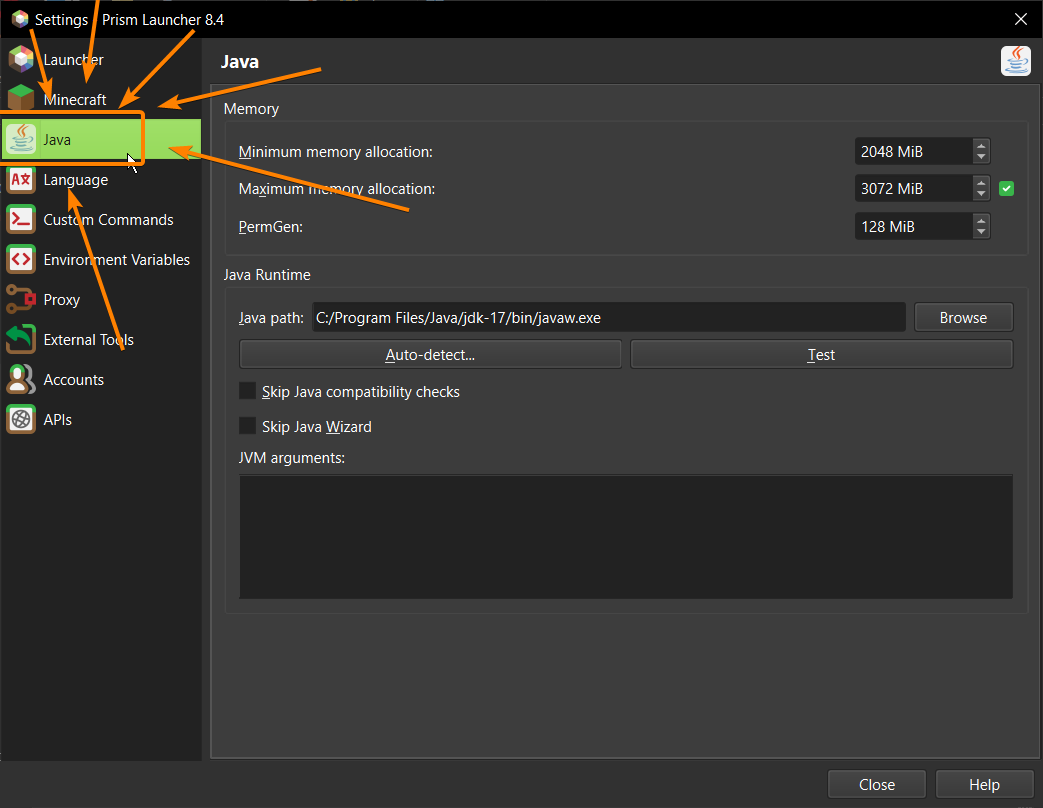 Settings Prism Launcher 8.4
Launcher
Minecraft
Java
Language
Custom Commands
Environment Variables
Proxy
External Tools
Accounts
APIs
Java
Memory
Minimum memory allocation: 2048 MiB
Maximum memory allocation: 3072 MiB
PermGen: 128 MiB
Java Runtime
Java path: C:/Program Files/Java/jdk-17/bin/javaw.exe Browse
Auto-detect... Test
Skip Java compatibility checks
Skip Java Wizard
JVM arguments:
Close Help